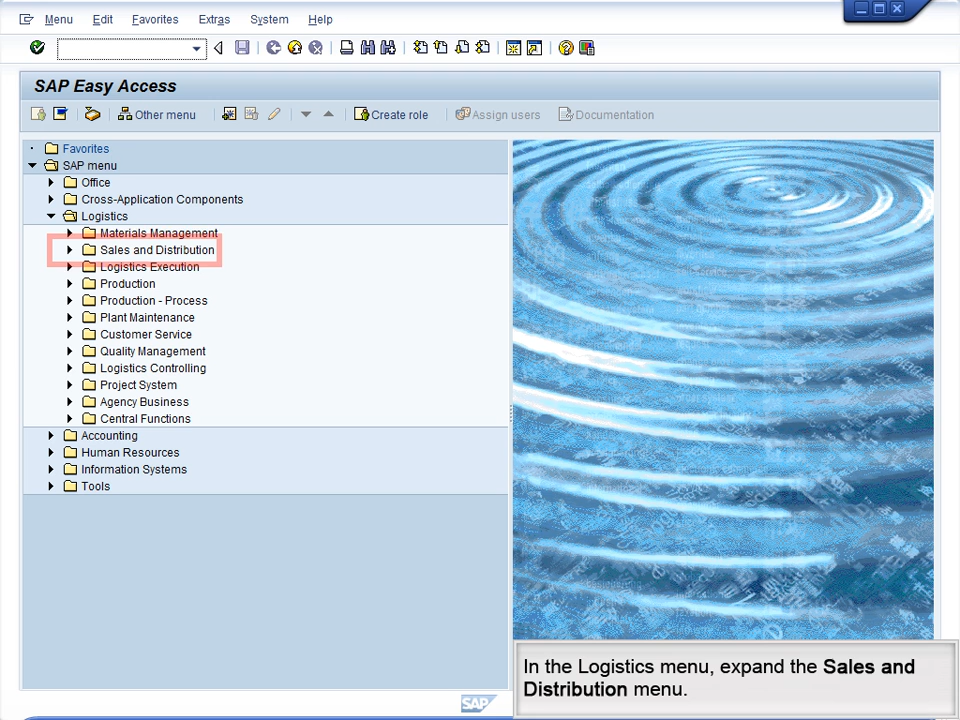 Menu Edit Favorites Extras System Help
SAP Easy Access
Other menu Create role Assign users Documentation
Favorites
SAP menu
Office
Cross-Application Components
Logistics
Materials Management
Sales and Distribution
Logistics Execution
Production
Production - Process
Plant Maintenance
Customer Service
Quality Management
Logistics Controlling
Project System
Agency Business
Central Functions
Accounting
Human Resources
Information Systems
Tools
In the Logistics menu, expand the Sales and
Distribution menu.
SAP